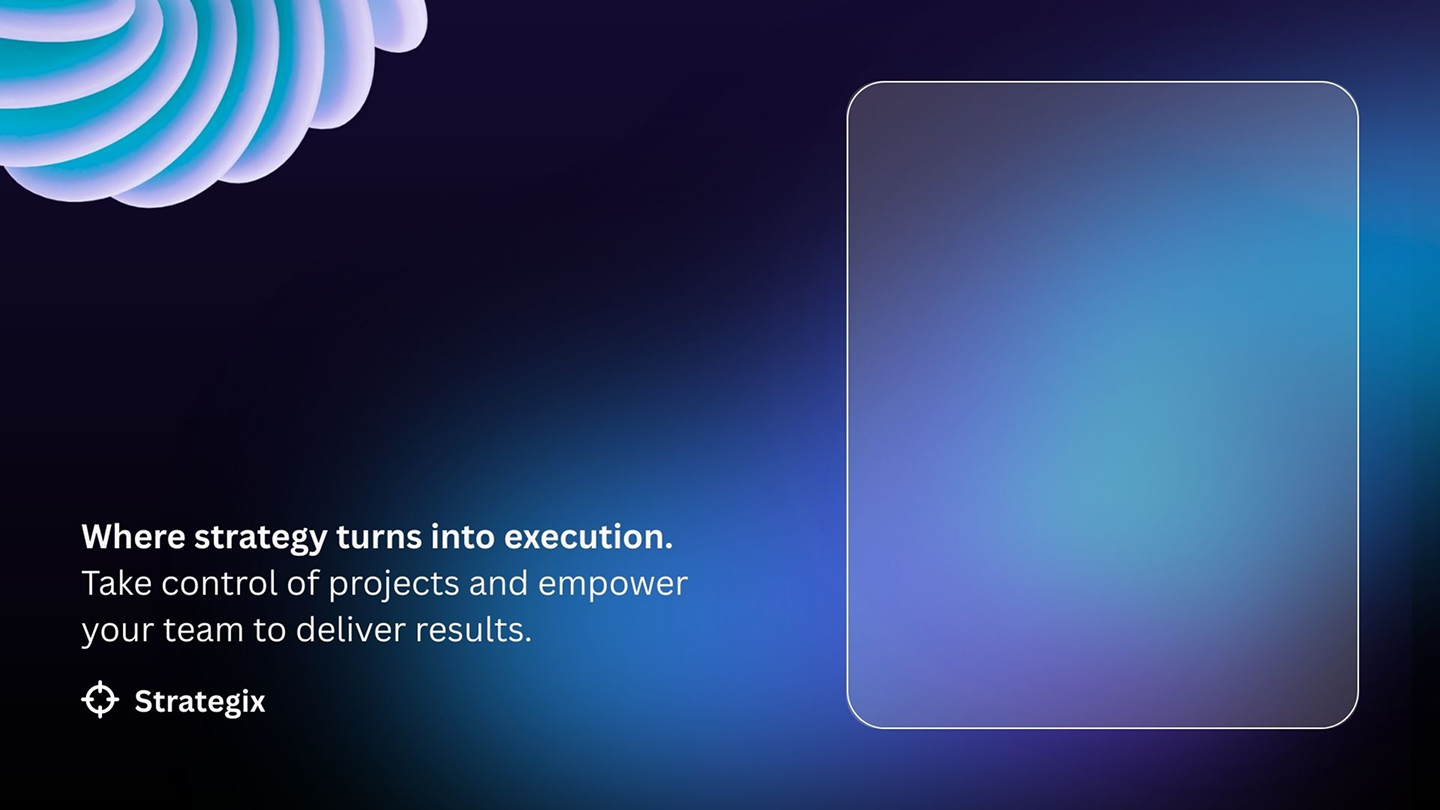 Where strategy turns into execution.
Take control of projects and empower
your team to deliver results.
Strategix